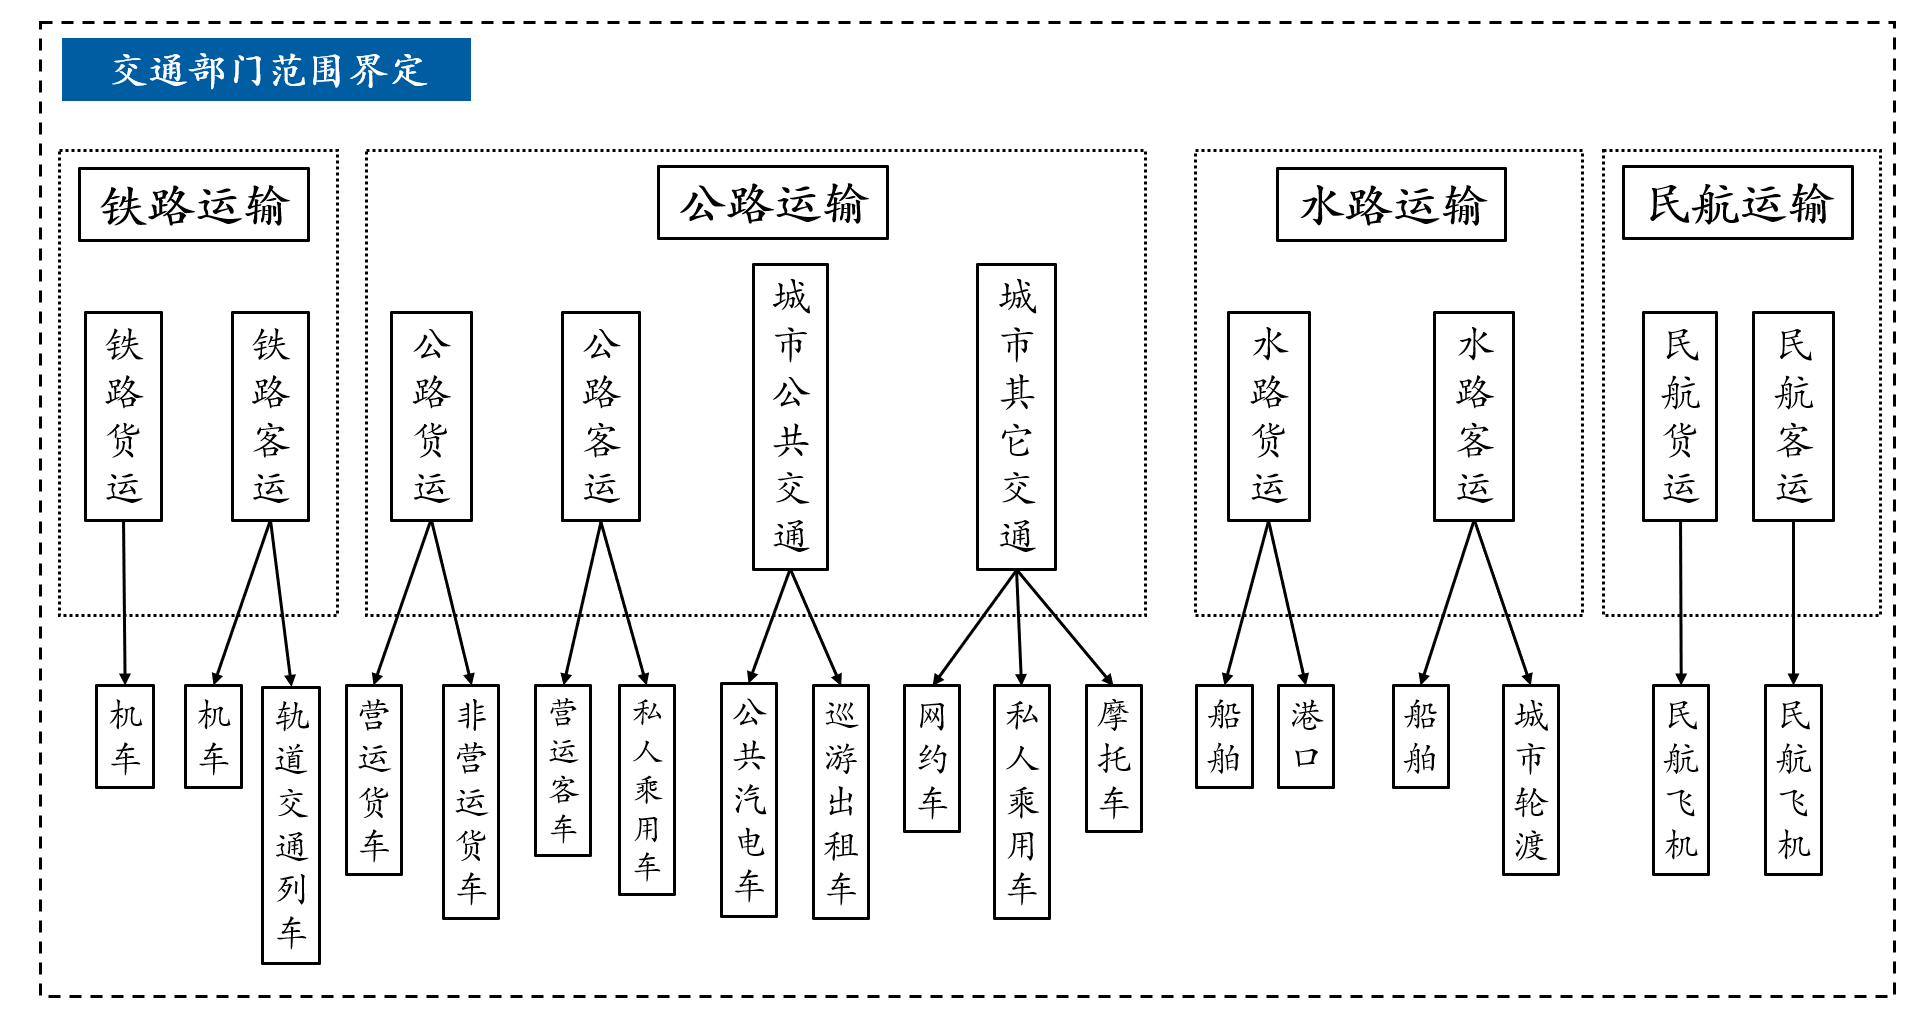 交通部门范围界定
铁路运输
公路运输
水路运输
民航运输
铁路货运
铁路客运
公路货运
公路客运
城市公共交通
城市其它交通
水路货运
水路客运
民航货运
民航客运
机车
机车
轨道交通列车
营运货车
非营运货车
营运客车
私人乘用车
公共汽电车
巡游出租车
网约车
私人乘用车
摩托车
船舶
港口
船舶
城市轮渡
民航飞机
民航飞机